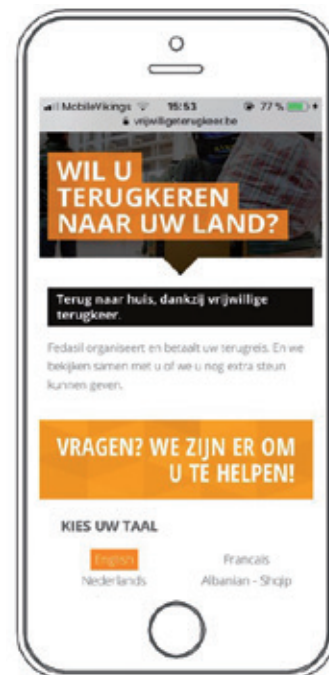 MobileVikings 15:53 77 %
vrijwilligeterugkeer.be
WIL U
TERUGKEREN
NAAR UW LAND?
Terug naar huis, dankzij vrijwillige
terugkeer.
Fedasil organiseert en betaalt uw terugreis. En we
bekijken samen met u of we u nog extra steun
kunnen geven.
VRAGEN? WE ZIJN ER OM
U TE HELPEN!
KIES UW TAAL
English Francais
Nederlands Albanian - Shqip